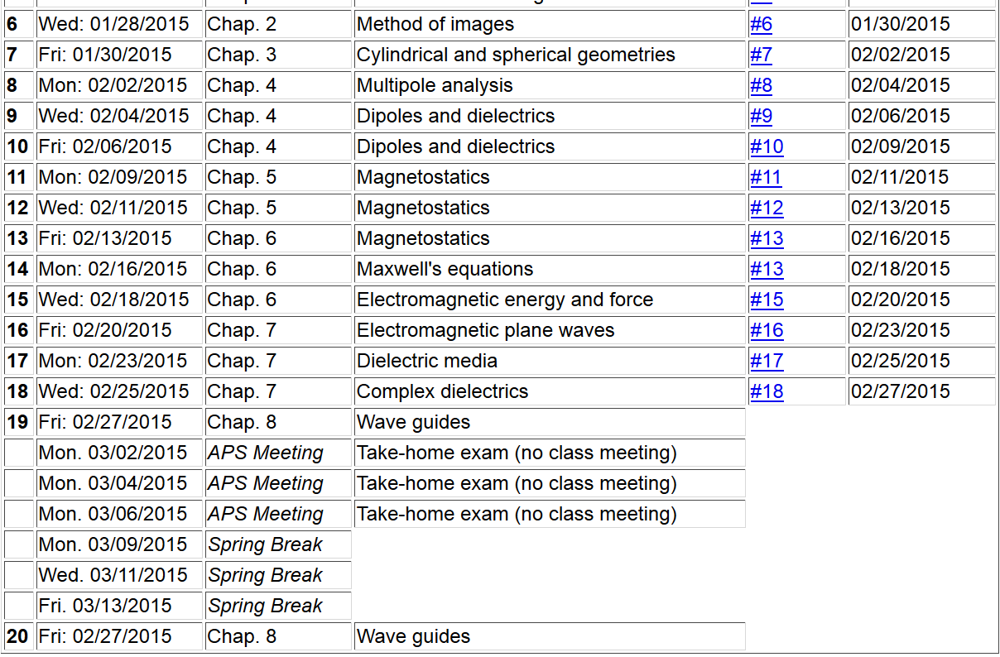 6 Wed: 01/28/2015 Chap. 2 Method of images #6 01/30/2015
7 Fri: 01/30/2015 Chap. 3 Cylindrical and spherical geometries #7 02/02/2015
8 Mon: 02/02/2015 Chap. 4 Multipole analysis #8 02/04/2015
9 Wed: 02/04/2015 Chap. 4 Dipoles and dielectrics #9 02/06/2015
10 Fri: 02/06/2015 Chap. 4 Dipoles and dielectrics #10 02/09/2015
11 Mon: 02/09/2015 Chap. 5 Magnetostatics #11 02/11/2015
12 Wed: 02/11/2015 Chap. 5 Magnetostatics #12 02/13/2015
13 Fri: 02/13/2015 Chap. 6 Magnetostatics #13 02/16/2015
14 Mon: 02/16/2015 Chap. 6 Maxwell's equations #13 02/18/2015
15 Wed: 02/18/2015 Chap. 6 Electromagnetic energy and force #15 02/20/2015
16 Fri: 02/20/2015 Chap. 7 Electromagnetic plane waves #16 02/23/2015
17 Mon: 02/23/2015 Chap. 7 Dielectric media #17 02/25/2015
18 Wed: 02/25/2015 Chap. 7 Complex dielectrics #18 02/27/2015
19 Fri: 02/27/2015 Chap. 8 Wave guides
Mon. 03/02/2015 APS Meeting Take-home exam (no class meeting)
Mon. 03/04/2015 APS Meeting Take-home exam (no class meeting)
Mon. 03/06/2015 APS Meeting Take-home exam (no class meeting)
Mon. 03/09/2015 Spring Break
Wed. 03/11/2015 Spring Break
Fri. 03/13/2015 Spring Break
20 Fri: 02/27/2015 Chap. 8 Wave guides